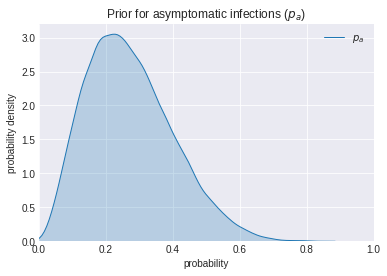 Prior for asymptomatic infections (pₐ)
pₐ
probability density
3.0
2.5
2.0
1.5
1.0
0.5
0.0
0.0 0.2 0.4 0.6 0.8 1.0
probability